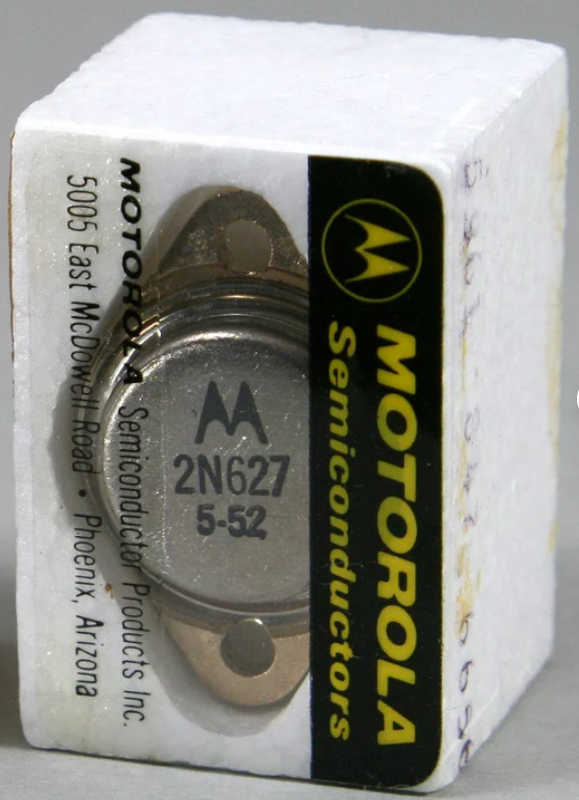 MOTOROLA
Semiconductors
MOTOROLA Semiconductor Products Inc.
5005 East McDowell Road • Phoenix, Arizona
2N627
5-52